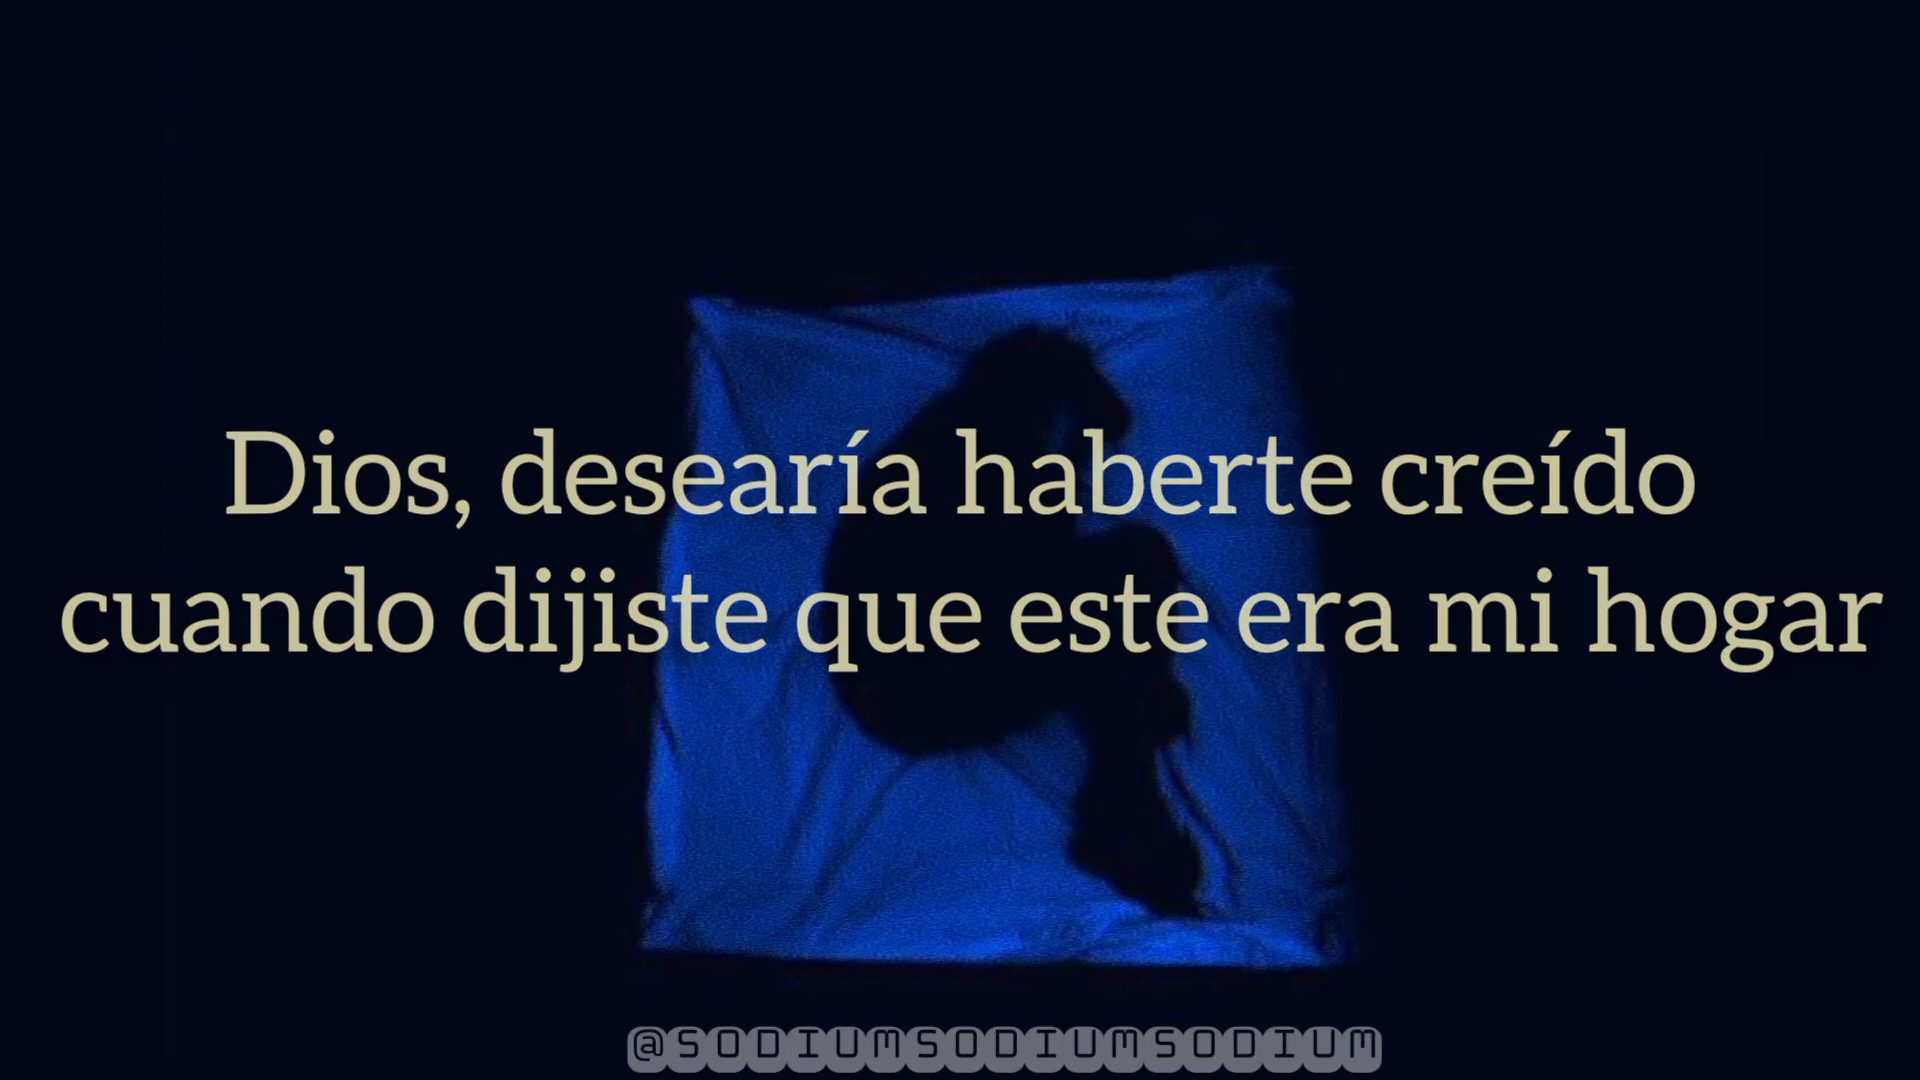 Dios, desearía haberte creído
cuando dijiste que este era mi hogar
@SODIUMSODIUMSODIUM